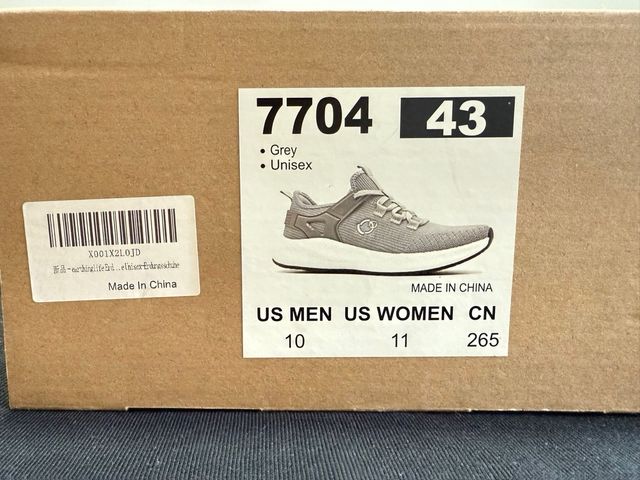 7704 43
• Grey
• Unisex
MADE IN CHINA
US MEN US WOMEN CN
10 11 265
X001X2L0JD
Made In China